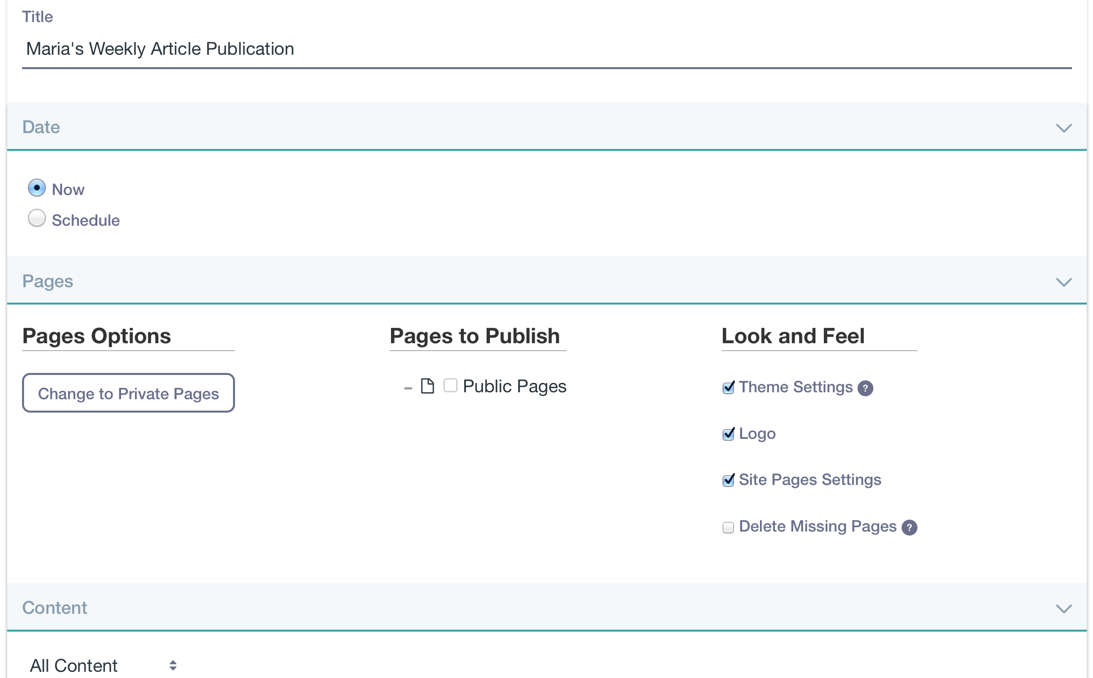 Title
Maria's Weekly Article Publication
Date
Now
Schedule
Pages
Pages Options
Change to Private Pages
Pages to Publish
Public Pages
Look and Feel
Theme Settings ?
Logo
Site Pages Settings
Delete Missing Pages ?
Content
All Content